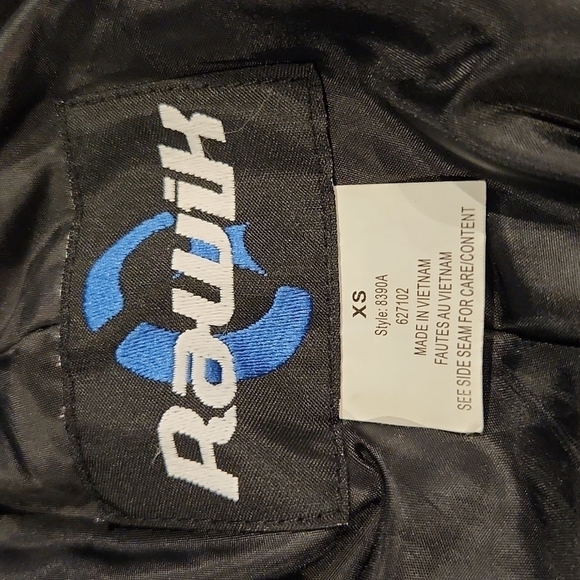 Rawik
XS
Style: 8390A
627102
MADE IN VIETNAM
FAUTES AU VIETNAM
SEE SIDE SEAM FOR CARE/CONTENT